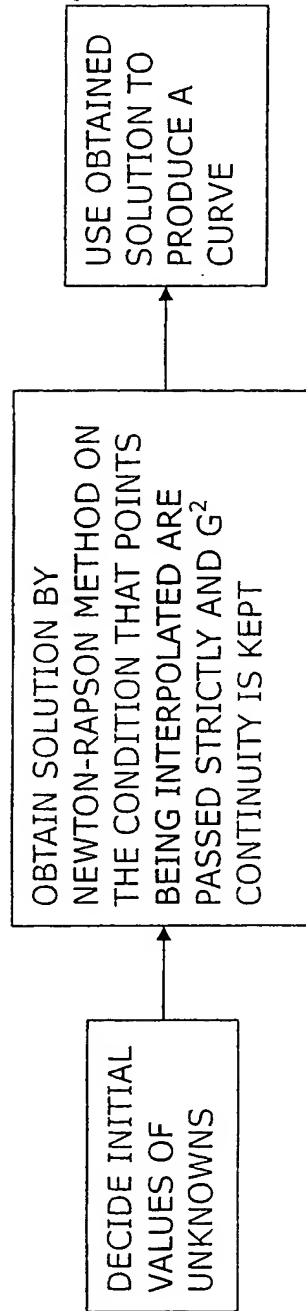 DECIDE INITIAL
VALUES OF
UNKNOWNS
OBTAIN SOLUTION BY
NEWTON-RAPSON METHOD ON
THE CONDITION THAT POINTS
BEING INTERPOLATED ARE
PASSED STRICTLY AND G²
CONTINUITY IS KEPT
USE OBTAINED
SOLUTION TO
PRODUCE A
CURVE